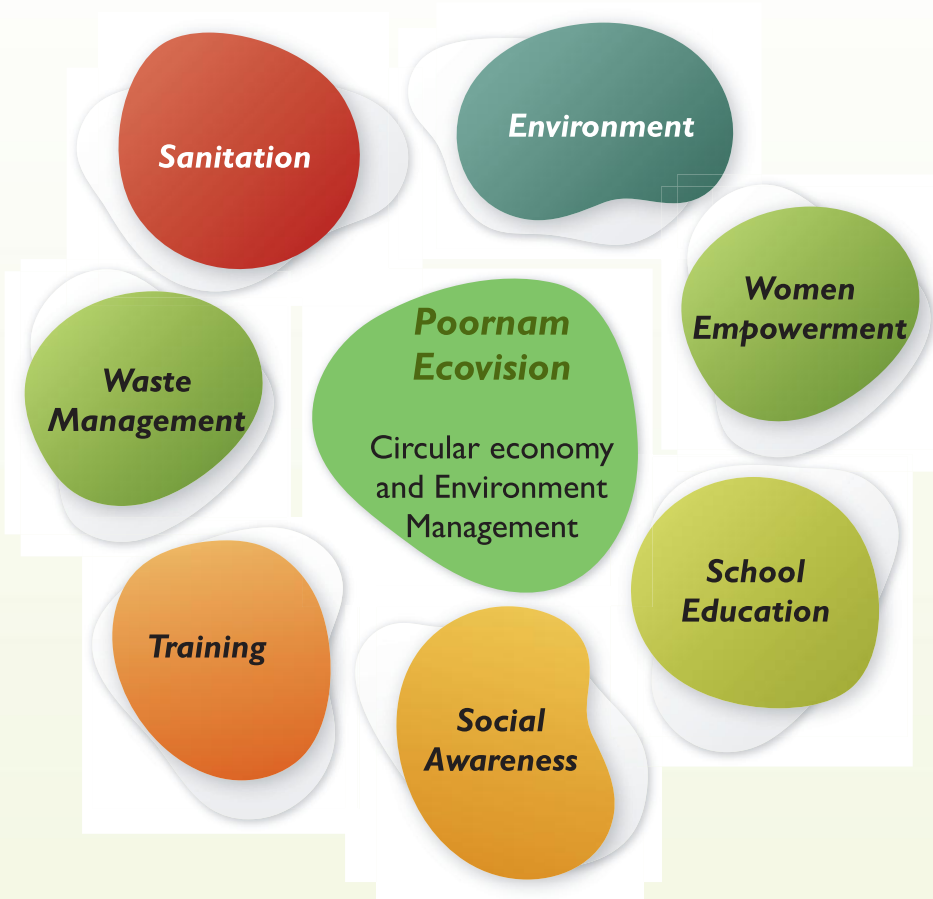 Sanitation
Environment
Women
Empowerment
Poornam
Ecovision
Circular economy
and Environment
Management
Waste
Management
School
Education
Training
Social
Awareness